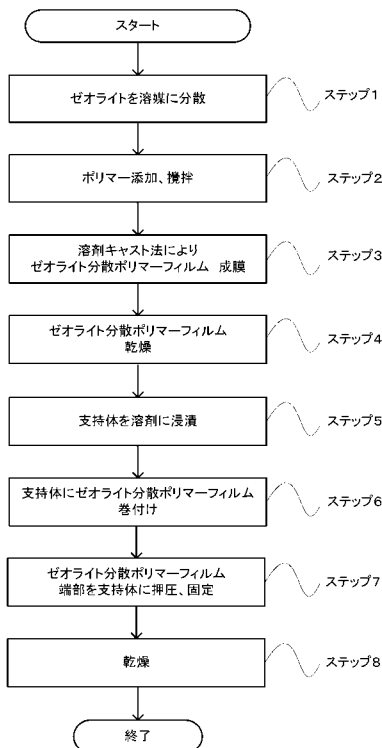 スタート
ゼオライトを溶媒に分散
ステップ1
ポリマー添加、攪拌
ステップ2
溶剤キャスト法により
ゼオライト分散ポリマーフィルム 成膜
ステップ3
ゼオライト分散ポリマーフィルム
乾燥
ステップ4
支持体を溶剤に浸漬
ステップ5
支持体にゼオライト分散ポリマーフィルム
巻付け
ステップ6
ゼオライト分散ポリマーフィルム
端部を支持体に押圧、固定
ステップ7
乾燥
ステップ8
終了